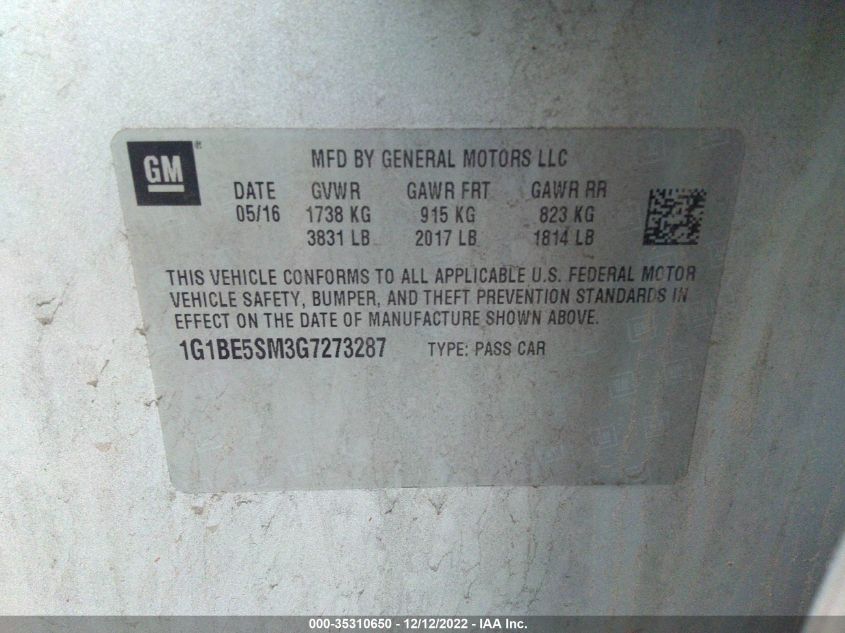 GM®
MFD BY GENERAL MOTORS LLC
DATE GVWR GAWR FRT GAWR RR
05/16 1738 KG 915 KG 823 KG
3831 LB 2017 LB 1814 LB
THIS VEHICLE CONFORMS TO ALL APPLICABLE U.S. FEDERAL MOTOR
VEHICLE SAFETY, BUMPER, AND THEFT PREVENTION STANDARDS IN
EFFECT ON THE DATE OF MANUFACTURE SHOWN ABOVE.
1G1BE5SM3G7273287 TYPE: PASS CAR
000-35310650 - 12/12/2022 - IAA Inc.